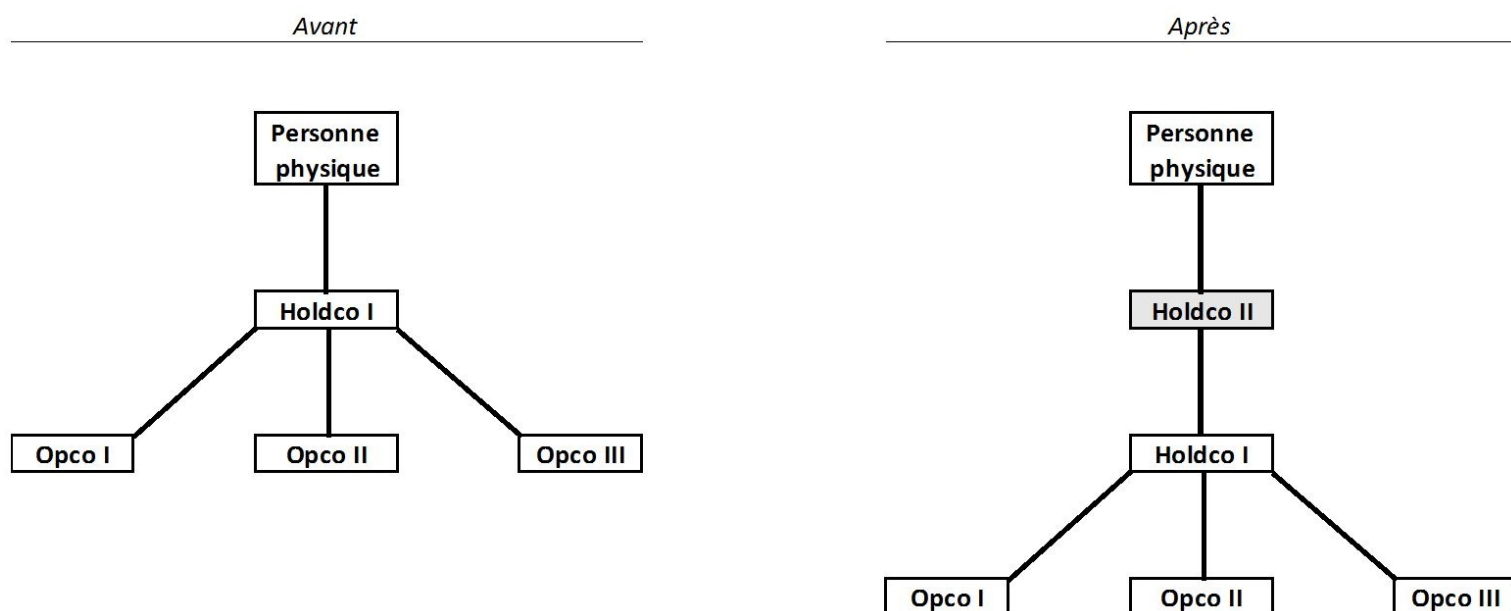 Avant
Personne
physique
Holdco I
Opco I
Opco II
Opco III
Après
Personne
physique
Holdco II
Holdco I
Opco I
Opco II
Opco III